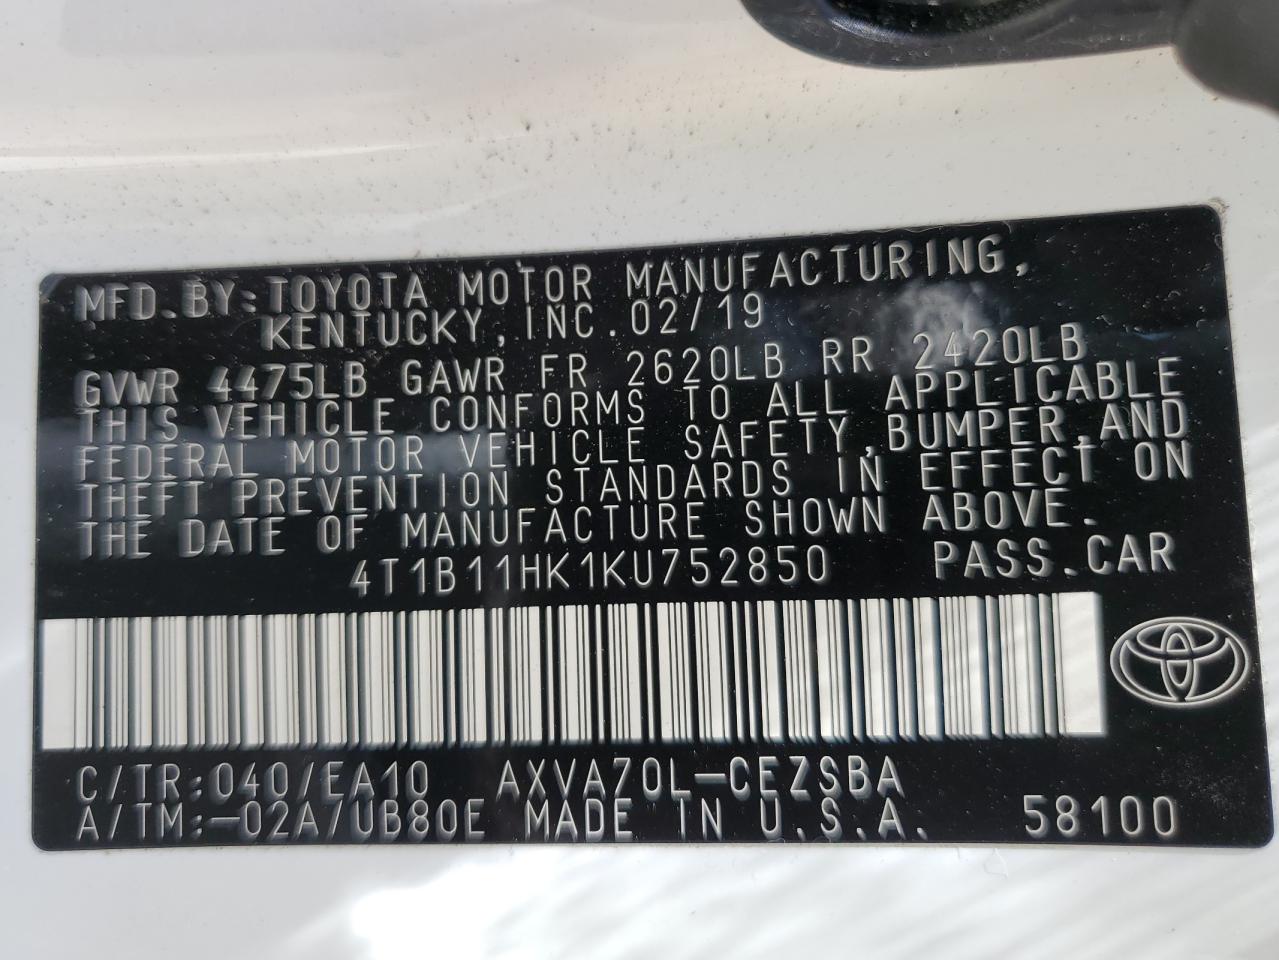 MFD. BY: TOYOTA MOTOR MANUFACTURING,
KENTUCKY, INC. 02/19
GVWR 4475LB GAWR FR 2620LB RR 2420LB
THIS VEHICLE CONFORMS TO ALL APPLICABLE
FEDERAL MOTOR VEHICLE SAFETY, BUMPER, AND
THEFT PREVENTION STANDARDS IN EFFECT ON
THE DATE OF MANUFACTURE SHOWN ABOVE.
4T1B11HK1KU752850 PASS. CAR
C/TR: 040/EA10 AXVA70L-CEZSBA
A/TM: -02A/UB80E MADE IN U.S.A. 58100